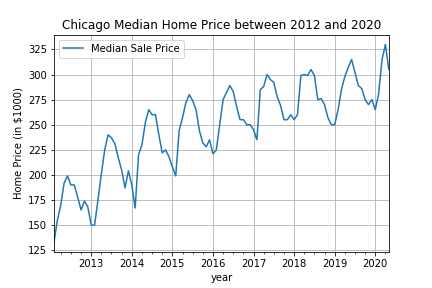 Chicago Median Home Price between 2012 and 2020
Median Sale Price
Home Price (in $1000)
325
300
275
250
225
200
175
150
125
2013 2014 2015 2016 2017 2018 2019 2020
year